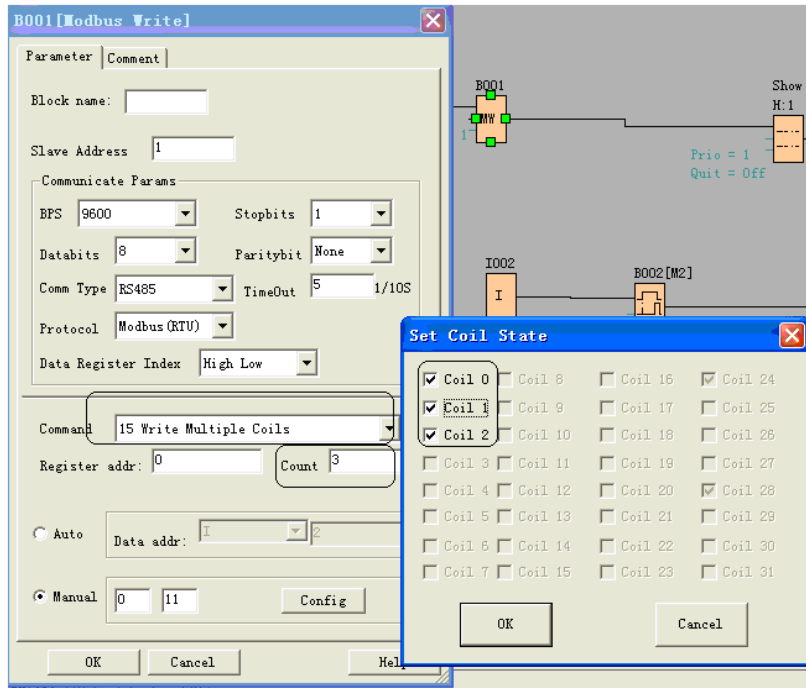 B001[Modbus Write]
Parameter
Comment
Block name:
Slave Address 1
Communicate Params
BPS 9600 Stopbits 1
Databits 8 Paritybit None
Comm Type RS485 TimeOut 5 1/10S
Protocol Modbus(RTU)
Data Register Index High Low
Command 15 Write Multiple Coils
Register addr: 0 Count 3
Auto Data addr: I 2
Manual 0 11 Config
OK Cancel
B001
MW
1
Show
H:1
Prio = 1
Quit = Off
I002
I
B002[M2]
Set Coil State
Coil 0 Coil 8 Coil 16 Coil 24
Coil 1 Coil 9 Coil 17 Coil 25
Coil 2 Coil 10 Coil 18 Coil 26
Coil 3 Coil 11 Coil 19 Coil 27
Coil 4 Coil 12 Coil 20 Coil 28
Coil 5 Coil 13 Coil 21 Coil 29
Coil 6 Coil 14 Coil 22 Coil 30
Coil 7 Coil 15 Coil 23 Coil 31
OK Cancel